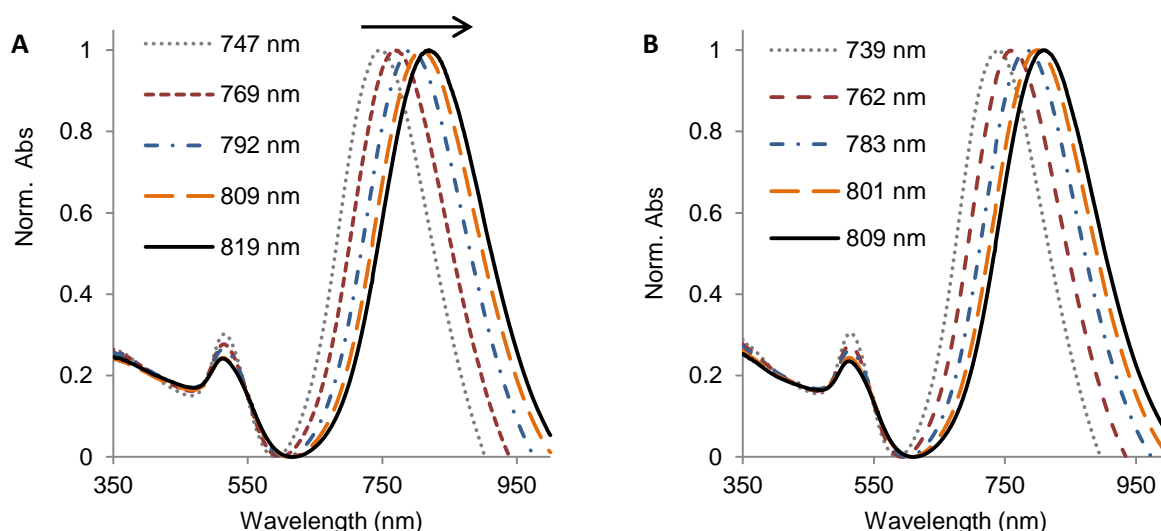 A
747 nm
769 nm
792 nm
809 nm
819 nm
Norm. Abs
1
0.8
0.6
0.4
0.2
0
350
550
750
950
Wavelength (nm)
B
739 nm
762 nm
783 nm
801 nm
809 nm
Norm. Abs
1
0.8
0.6
0.4
0.2
0
350
550
750
950
Wavelength (nm)